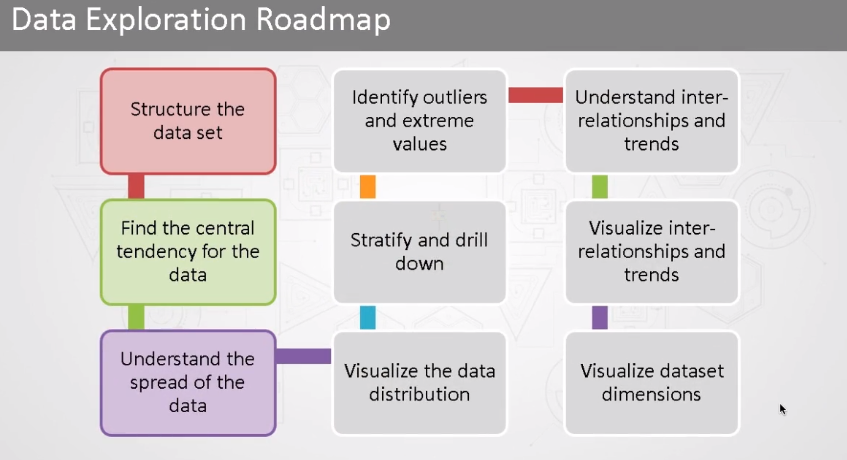 Data Exploration Roadmap
Structure the
data set
Find the central
tendency for the
data
Understand the
spread of the
data
Visualize the data
distribution
Stratify and drill
down
Identify outliers
and extreme
values
Understand inter-
relationships and
trends
Visualize inter-
relationships and
trends
Visualize dataset
dimensions